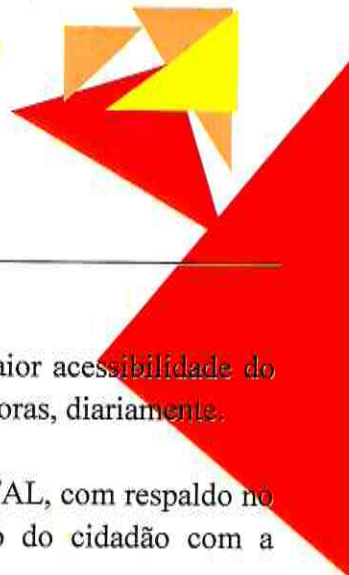 aior acessibilidade do
oras, diariamente.
/AL, com respaldo no
o do cidadão com a